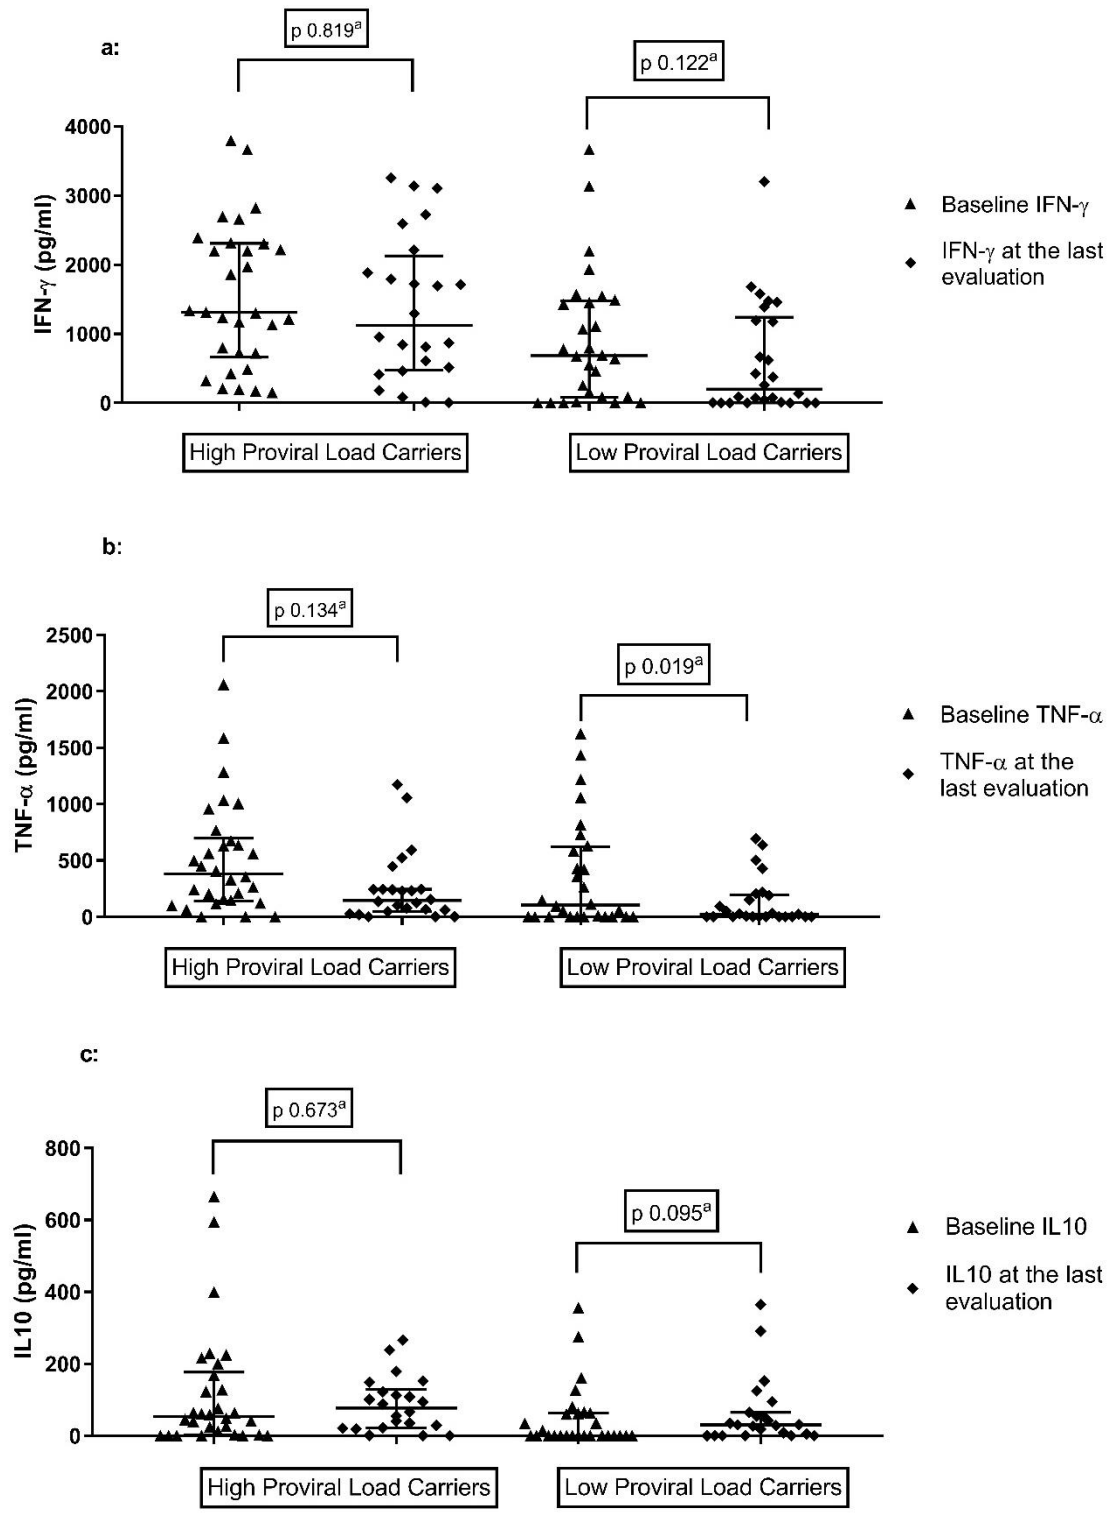 a:
p 0.819a
p 0.122a
IFN-γ (pg/ml)
4000
3000
2000
1000
0
High Proviral Load Carriers
Low Proviral Load Carriers
Baseline IFN-γ
IFN-γ at the last
evaluation
b:
p 0.134a
p 0.019a
TNF-α (pg/ml)
2500
2000
1500
1000
500
0
High Proviral Load Carriers
Low Proviral Load Carriers
Baseline TNF-α
TNF-α at the
last evaluation
c:
p 0.673a
p 0.095a
IL10 (pg/ml)
800
600
400
200
0
High Proviral Load Carriers
Low Proviral Load Carriers
Baseline IL10
IL10 at the last
evaluation